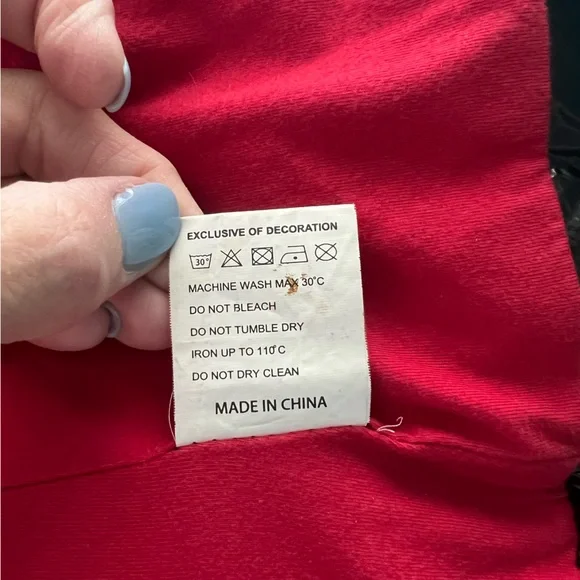 EXCLUSIVE OF DECORATION
30°
MACHINE WASH MAX 30°C
DO NOT BLEACH
DO NOT TUMBLE DRY
IRON UP TO 110°C
DO NOT DRY CLEAN
MADE IN CHINA